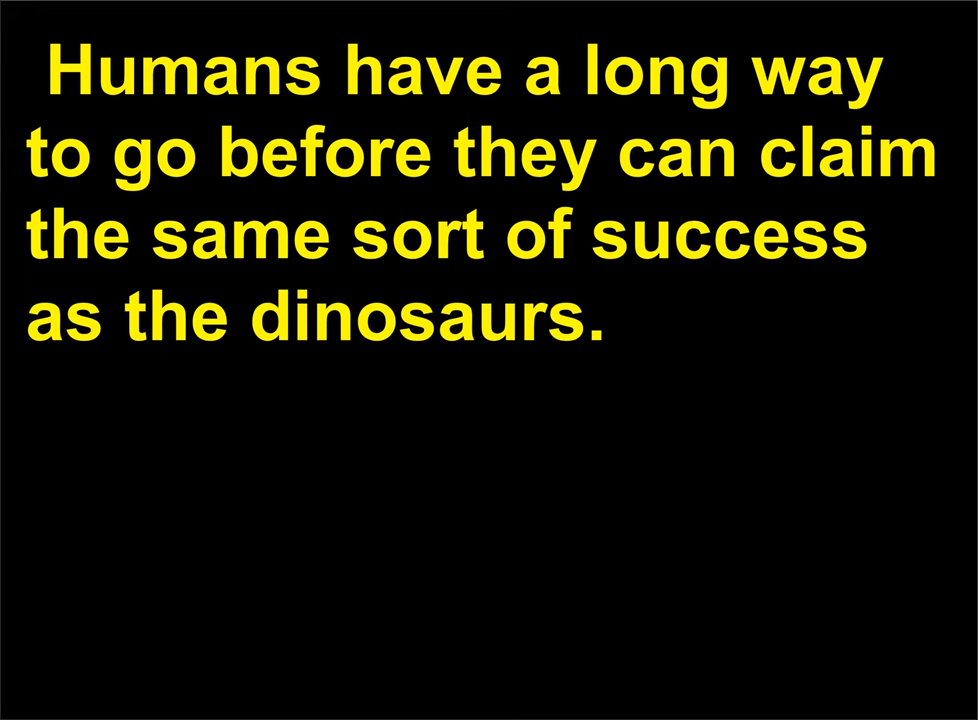 Humans have a long way
to go before they can claim
the same sort of success
as the dinosaurs.